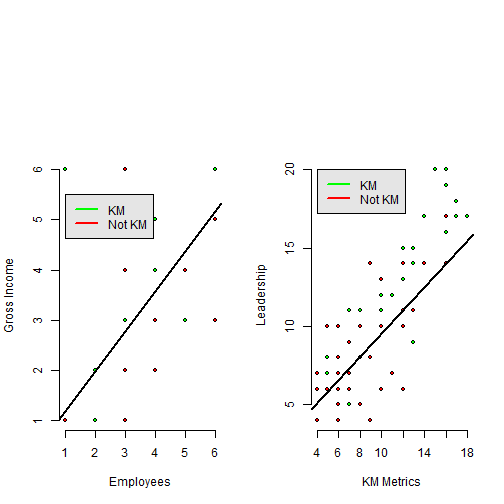 Gross Income
6
5
4
3
2
1
KM
Not KM
1 2 3 4 5 6
Employees
Leadership
20
15
10
5
KM
Not KM
4 6 8 10 14 18
KM Metrics